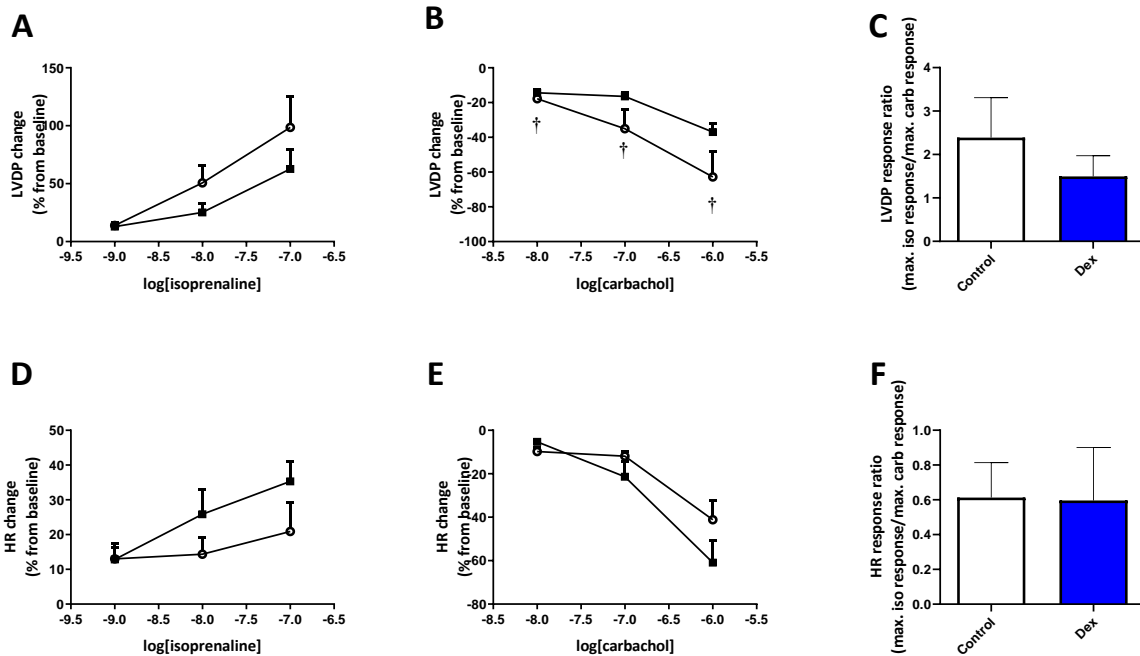 A
LVDP change
(% from baseline)
150
100
50
0
-9.5 -9.0 -8.5 -8.0 -7.5 -7.0 -6.5
log[isoprenaline]
B
LVDP change
(% from baseline)
0
-20
-40
-60
-80
-100
† † †
-8.5 -8.0 -7.5 -7.0 -6.5 -6.0 -5.5
log[carbachol]
C
LVDP response ratio
(max. iso response/max. carb response)
4
3
2
1
0
Control Dex
D
HR change
(% from baseline)
50
40
30
20
10
0
-9.5 -9.0 -8.5 -8.0 -7.5 -7.0 -6.5
log[isoprenaline]
E
HR change
(% from baseline)
0
-20
-40
-60
-80
-8.5 -8.0 -7.5 -7.0 -6.5 -6.0 -5.5
log[carbachol]
F
HR response ratio
(max. iso response/max. carb response)
1.0
0.8
0.6
0.4
0.2
0.0
Control Dex